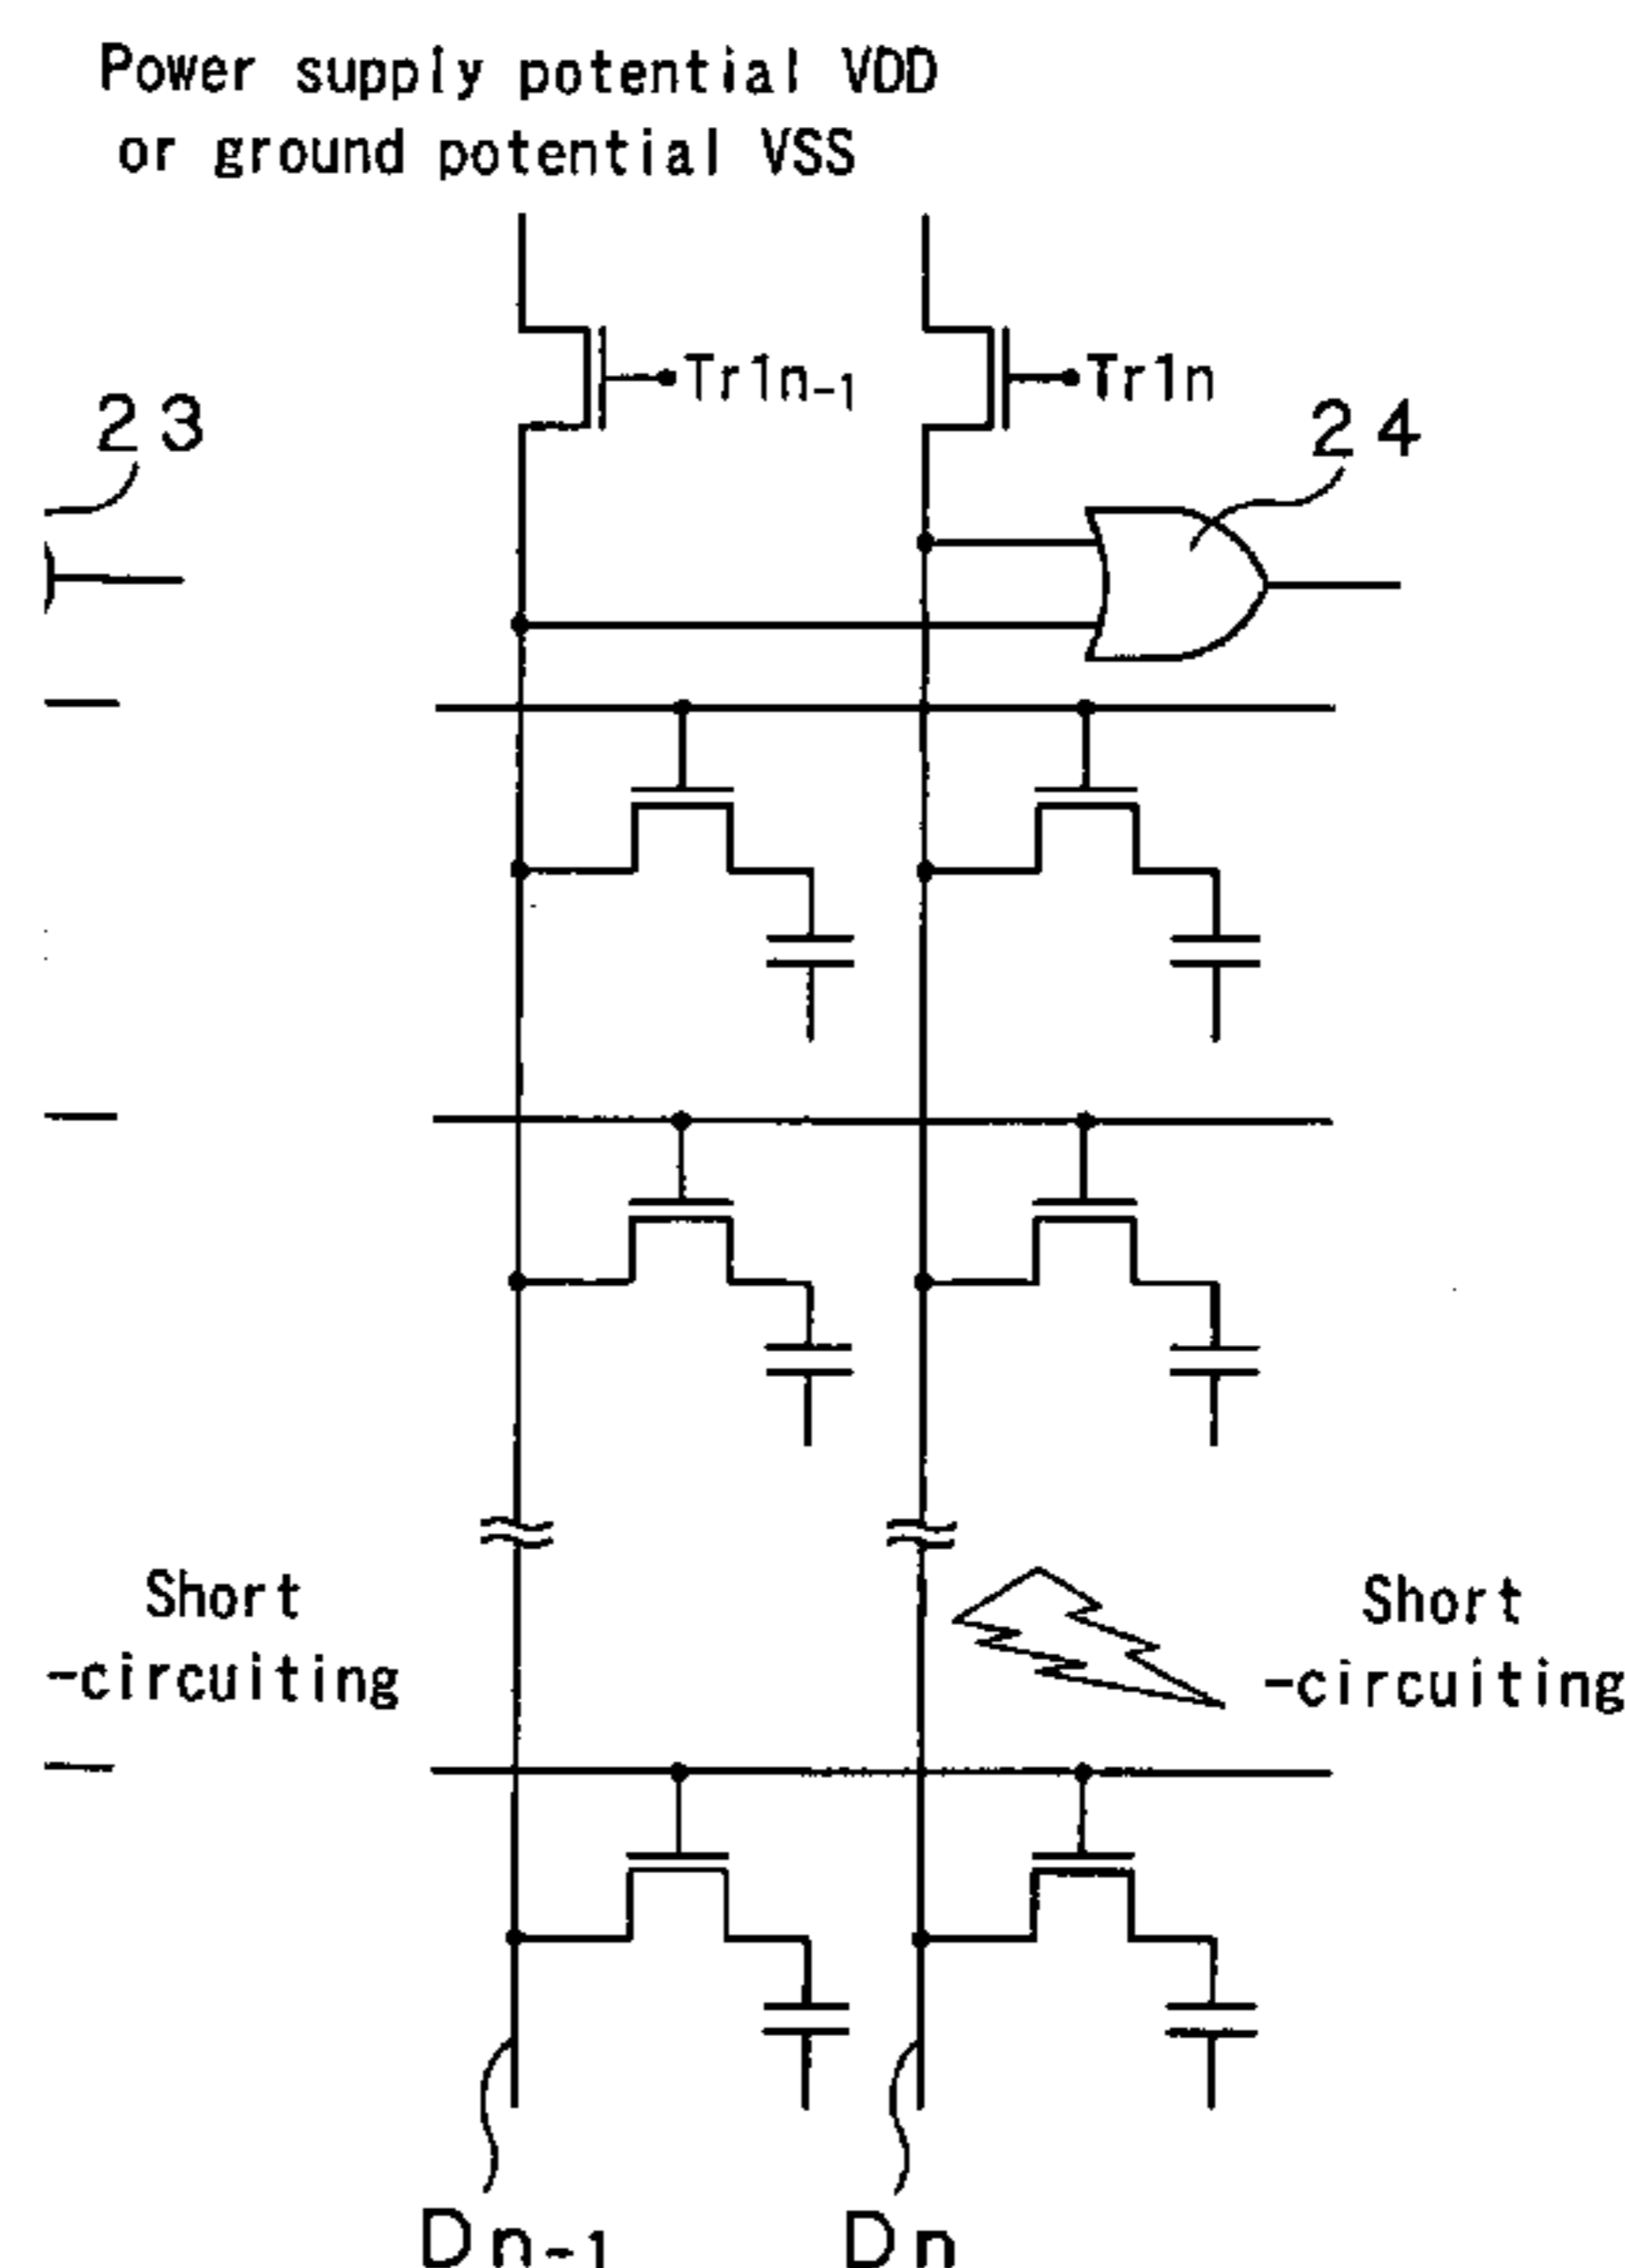 Power supply potential VDD
or ground potential VSS
Tr1n-1
Tr1n
23
24
Short
-circuiting
Short
-circuiting
Dn-1
Dn